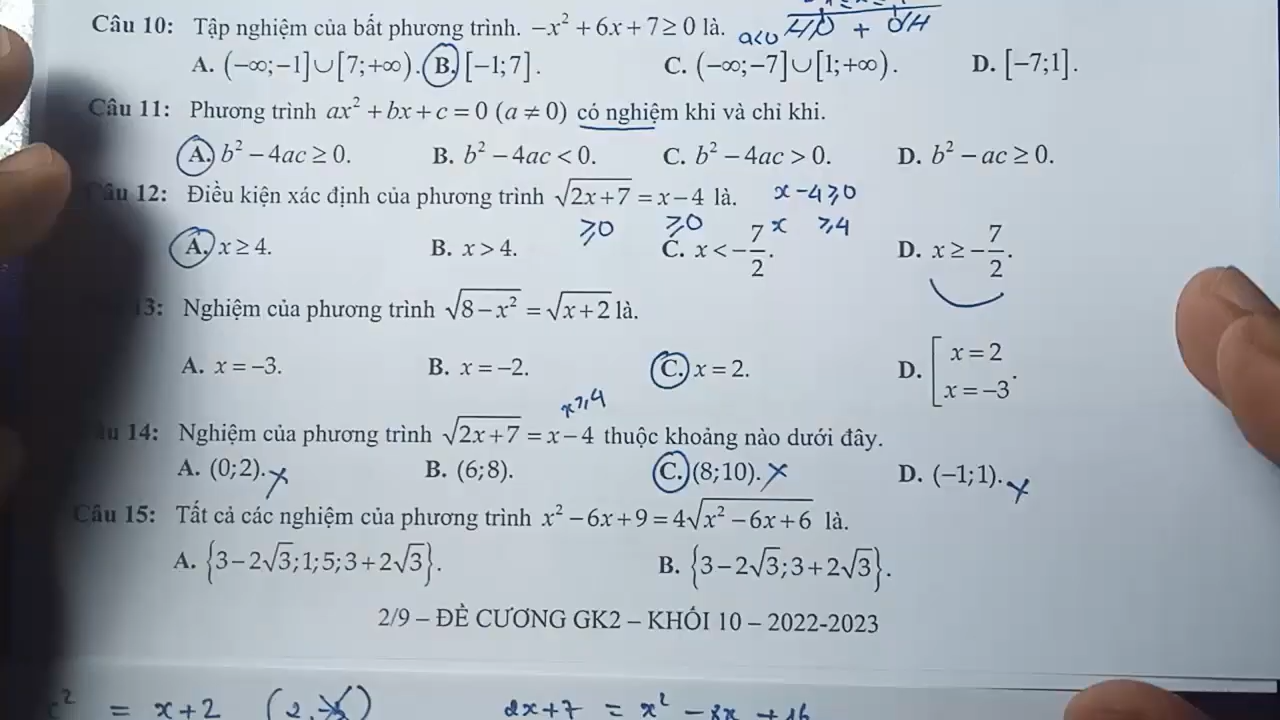 Câu 10: Tập nghiệm của bất phương trình. −x² + 6x + 7 ≥ 0 là. a<0
A. (−∞;−1]∪[7;+∞). B. [−1;7]. C. (−∞;−7]∪[1;+∞). D. [−7;1].
Câu 11: Phương trình ax² + bx + c = 0 (a ≠ 0) có nghiệm khi và chỉ khi.
A. b² − 4ac ≥ 0. B. b² − 4ac < 0. C. b² − 4ac > 0. D. b² − ac ≥ 0.
Câu 12: Điều kiện xác định của phương trình √(2x+7) = x − 4 là. x − 4 ≥ 0
≥0 ≥0 x ≥ 4
A. x ≥ 4. B. x > 4. C. x < −7/2. D. x ≥ −7/2.
13: Nghiệm của phương trình √(8−x²) = √(x+2) là.
A. x = −3. B. x = −2. C. x = 2. D. [x = 2 x = −3.
x ≥ 4
14: Nghiệm của phương trình √(2x+7) = x − 4 thuộc khoảng nào dưới đây.
A. (0;2). x B. (6;8). C. (8;10). x D. (−1;1). x
Câu 15: Tất cả các nghiệm của phương trình x² − 6x + 9 = 4√(x² − 6x + 6) là.
A. {3−2√3;1;5;3+2√3}. B. {3−2√3;3+2√3}.
2/9 – ĐỀ CƯƠNG GK2 – KHỐI 10 – 2022-2023
= x+2 2x+7 = x² − 8x + 16